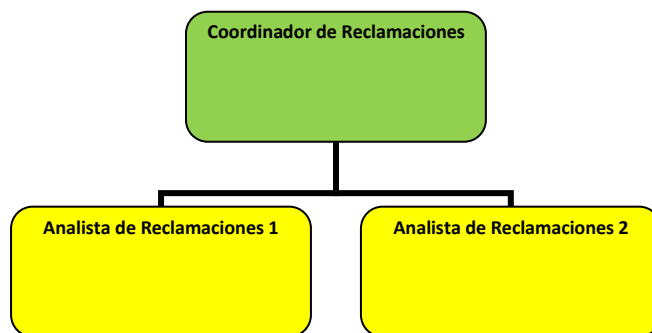 Coordinador de Reclamaciones
Analista de Reclamaciones 1
Analista de Reclamaciones 2